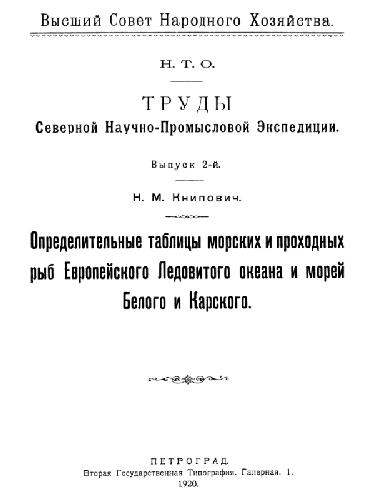 Высший Совет Народного Хозяйства.
Н. Т. О.
ТРУДЫ
Северной Научно-Промысловой Экспедиции.
Выпуск 2-й.
Н. М. Книпович.
Определительные таблицы морских и проходных
рыб Европейского Ледовитого океана и морей
Белого и Карского.
ПЕТРОГРАД.
Вторая Государственная Типография. Галерная, 1.
1920.